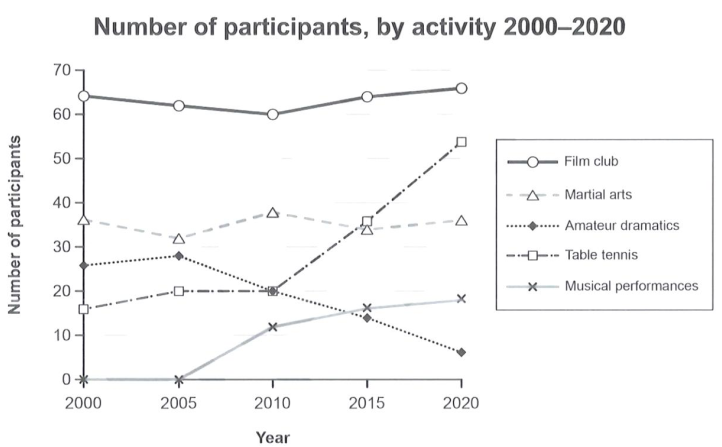 Number of participants, by activity 2000–2020
Number of participants
70
60
50
40
30
20
10
0
2000 2005 2010 2015 2020
Year
Film club
Martial arts
Amateur dramatics
Table tennis
Musical performances